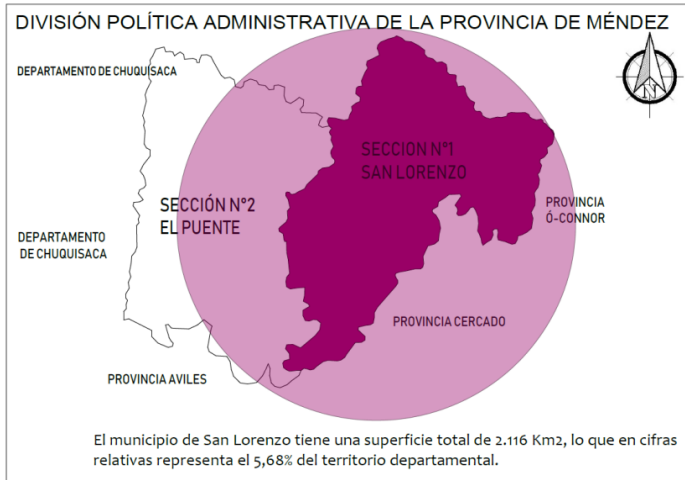 DIVISIÓN POLÍTICA ADMINISTRATIVA DE LA PROVINCIA DE MÉNDEZ
DEPARTAMENTO DE CHUQUISACA
N
SECCION N°1
SAN LORENZO
SECCIÓN N°2
EL PUENTE
PROVINCIA
Ó-CONNOR
DEPARTAMENTO
DE CHUQUISACA
PROVINCIA CERCADO
PROVINCIA AVILES
El municipio de San Lorenzo tiene una superficie total de 2.116 Km2, lo que en cifras
relativas representa el 5,68% del territorio departamental.